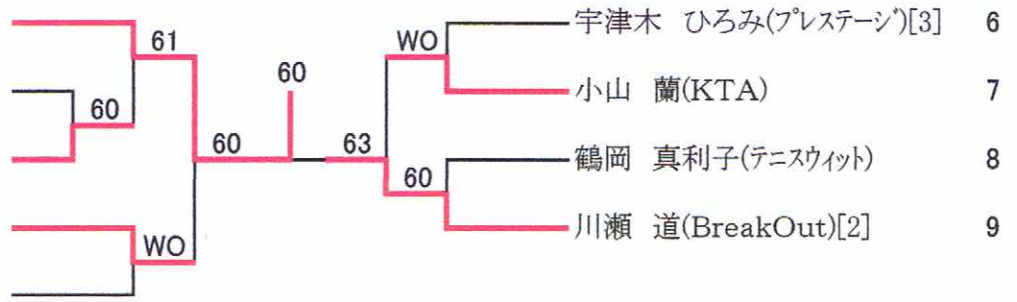 宇津木 ひろみ(プレステージ)[3] 6
61 WO
60
小山 蘭(KTA) 7
60
60 63
鶴岡 真利子(テニスウィット) 8
60
川瀬 道(BreakOut)[2] 9
WO